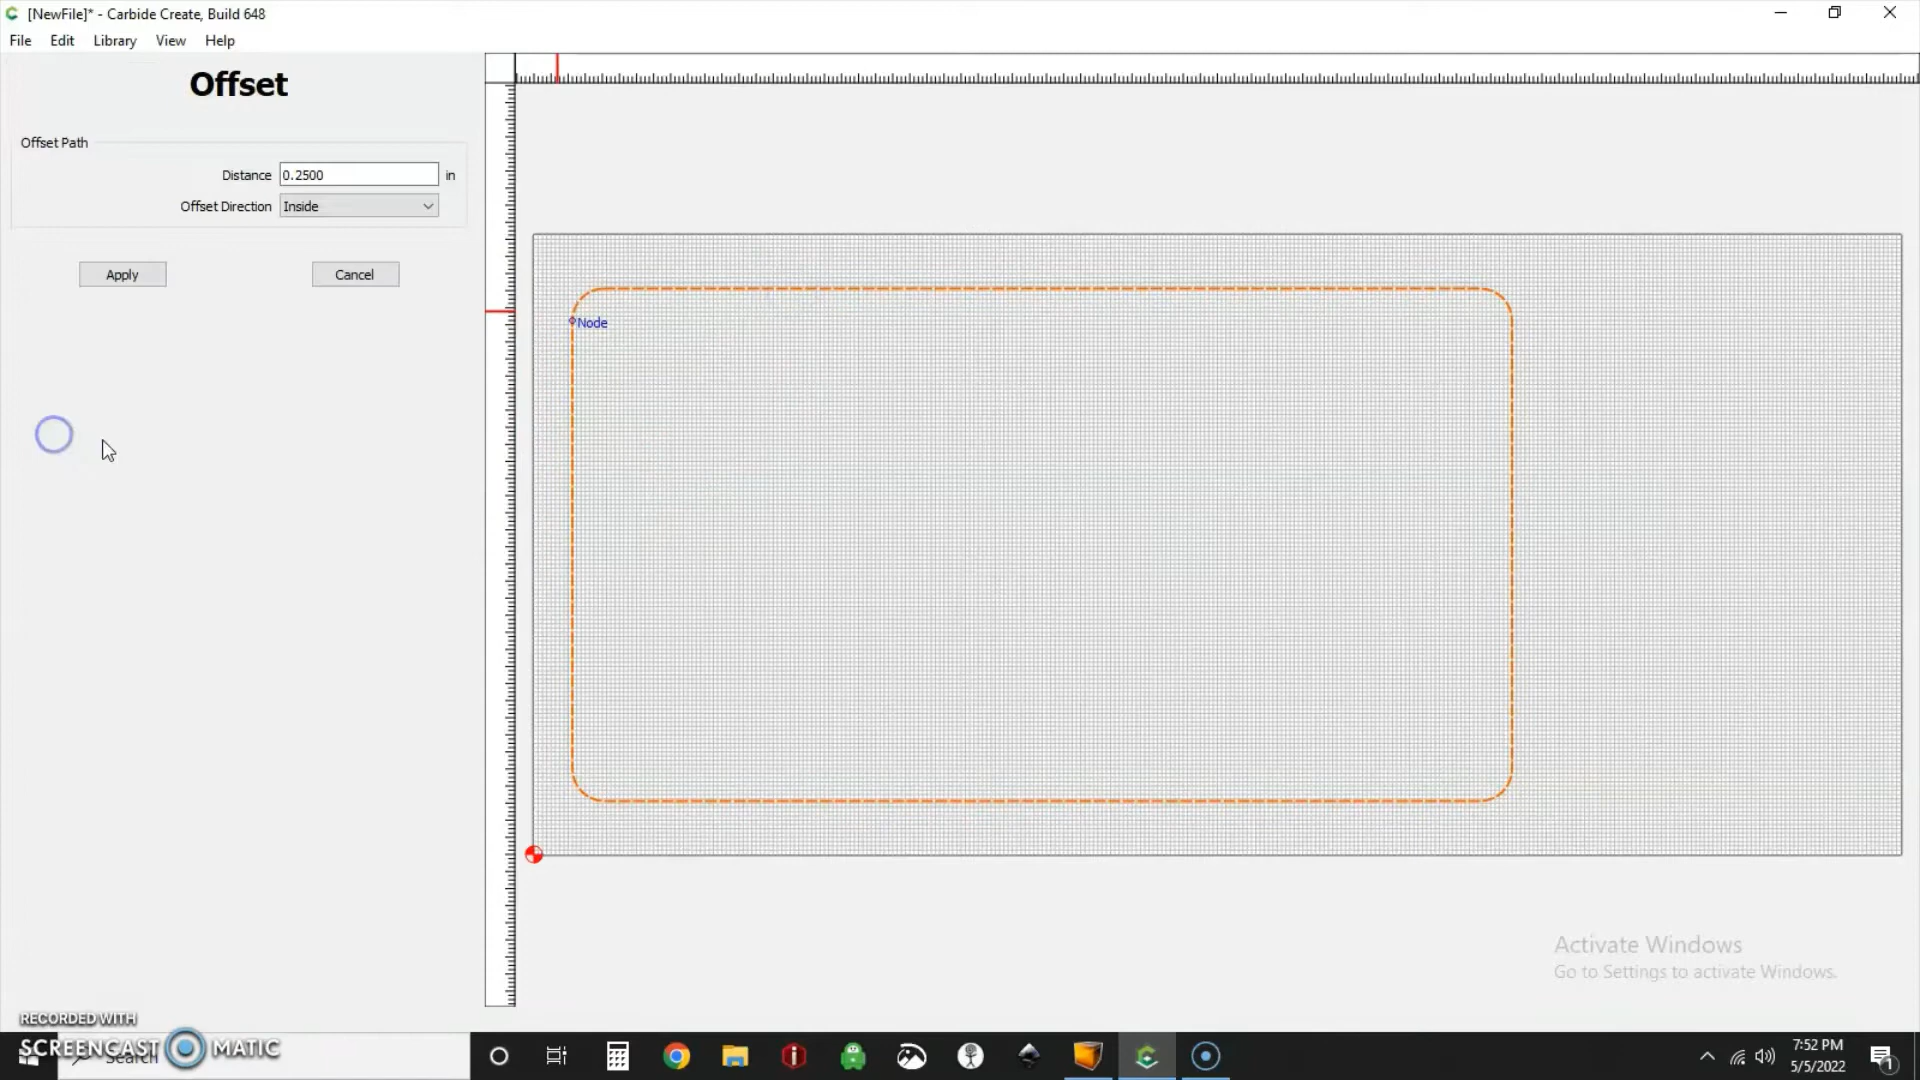 [NewFile]* - Carbide Create, Build 648
File Edit Library View Help
Offset
Offset Path
Distance 0.2500 in
Offset Direction Inside
Apply Cancel
Node
Activate Windows
Go to Settings to activate Windows.
RECORDED WITH
SCREENCAST MATIC
Search
7:52 PM
5/5/2022
1